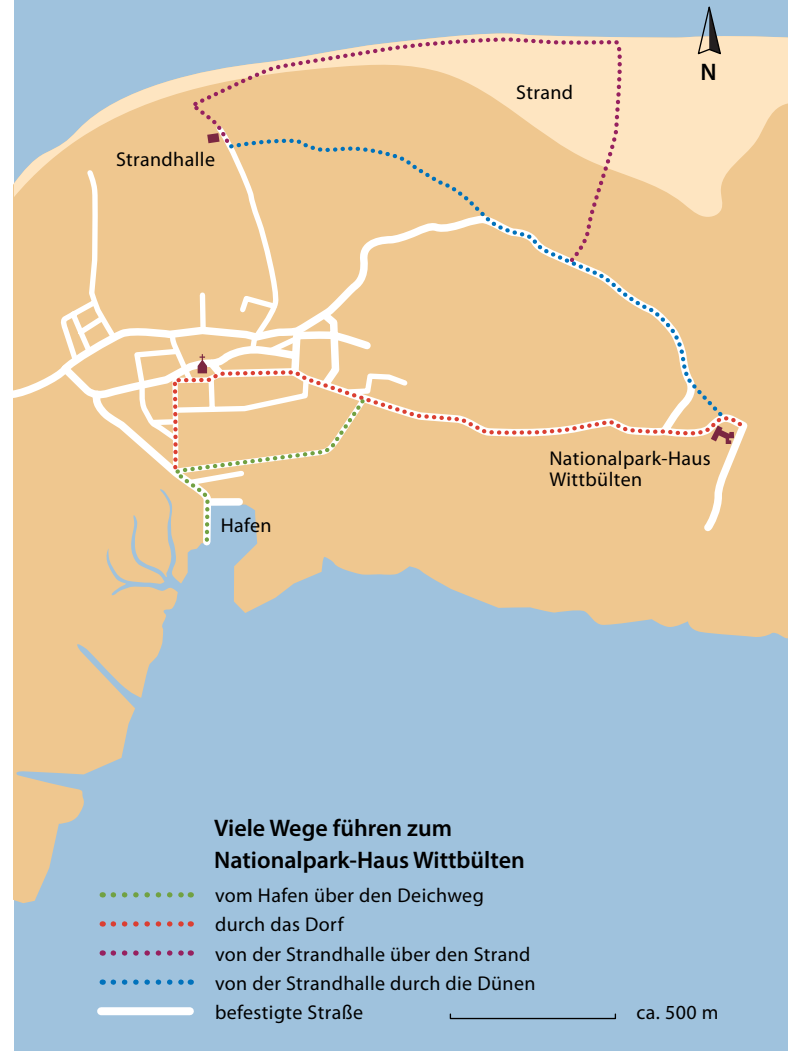 N
Strand
Strandhalle
Nationalpark-Haus
Wittbülten
Hafen
Viele Wege führen zum
Nationalpark-Haus Wittbülten
vom Hafen über den Deichweg
durch das Dorf
von der Strandhalle über den Strand
von der Strandhalle durch die Dünen
befestigte Straße
ca. 500 m